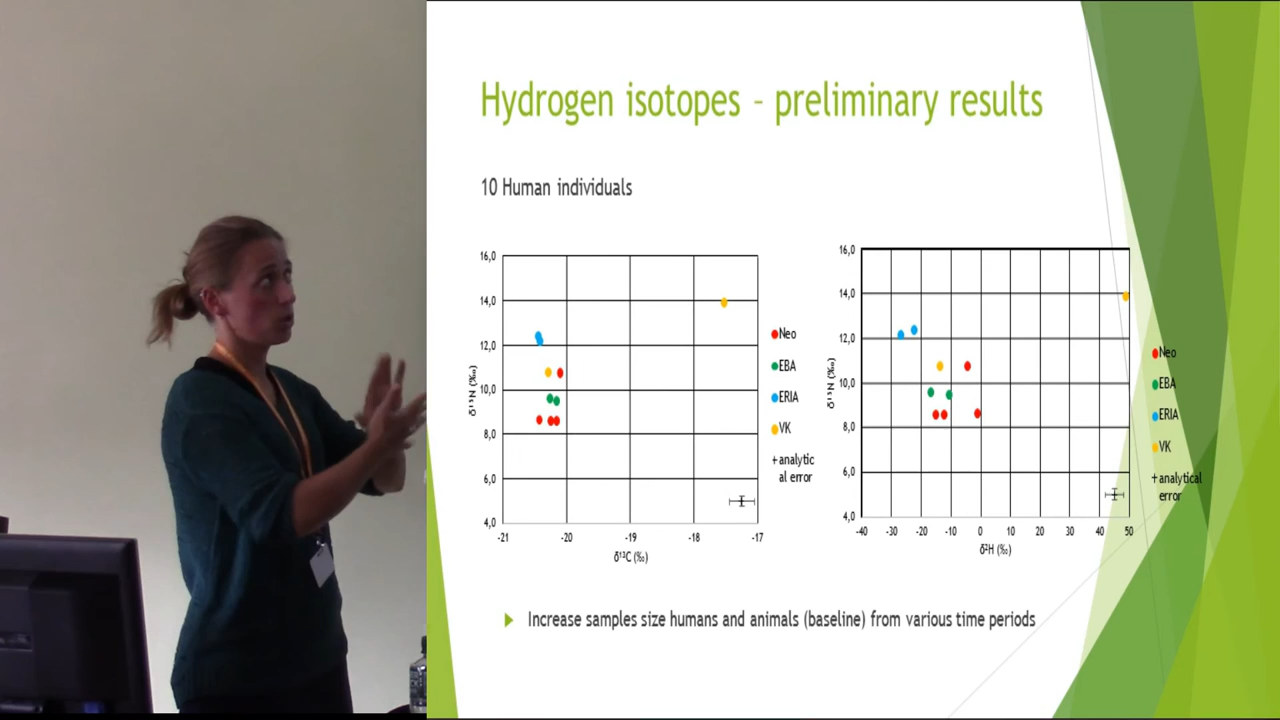 Hydrogen isotopes – preliminary results
10 Human individuals
16,0
14,0
12,0
10,0
8,0
6,0
4,0
δ¹⁵N (‰)
-21
-20
-19
-18
-17
δ¹³C (‰)
Neo
EBA
ERIA
VK
+analytic
al error
16,0
14,0
12,0
10,0
8,0
6,0
4,0
δ¹⁵N (‰)
-40
-30
-20
-10
0
10
20
30
40
50
δ²H (‰)
Neo
EBA
ERIA
VK
+analytical
error
Increase samples size humans and animals (baseline) from various time periods